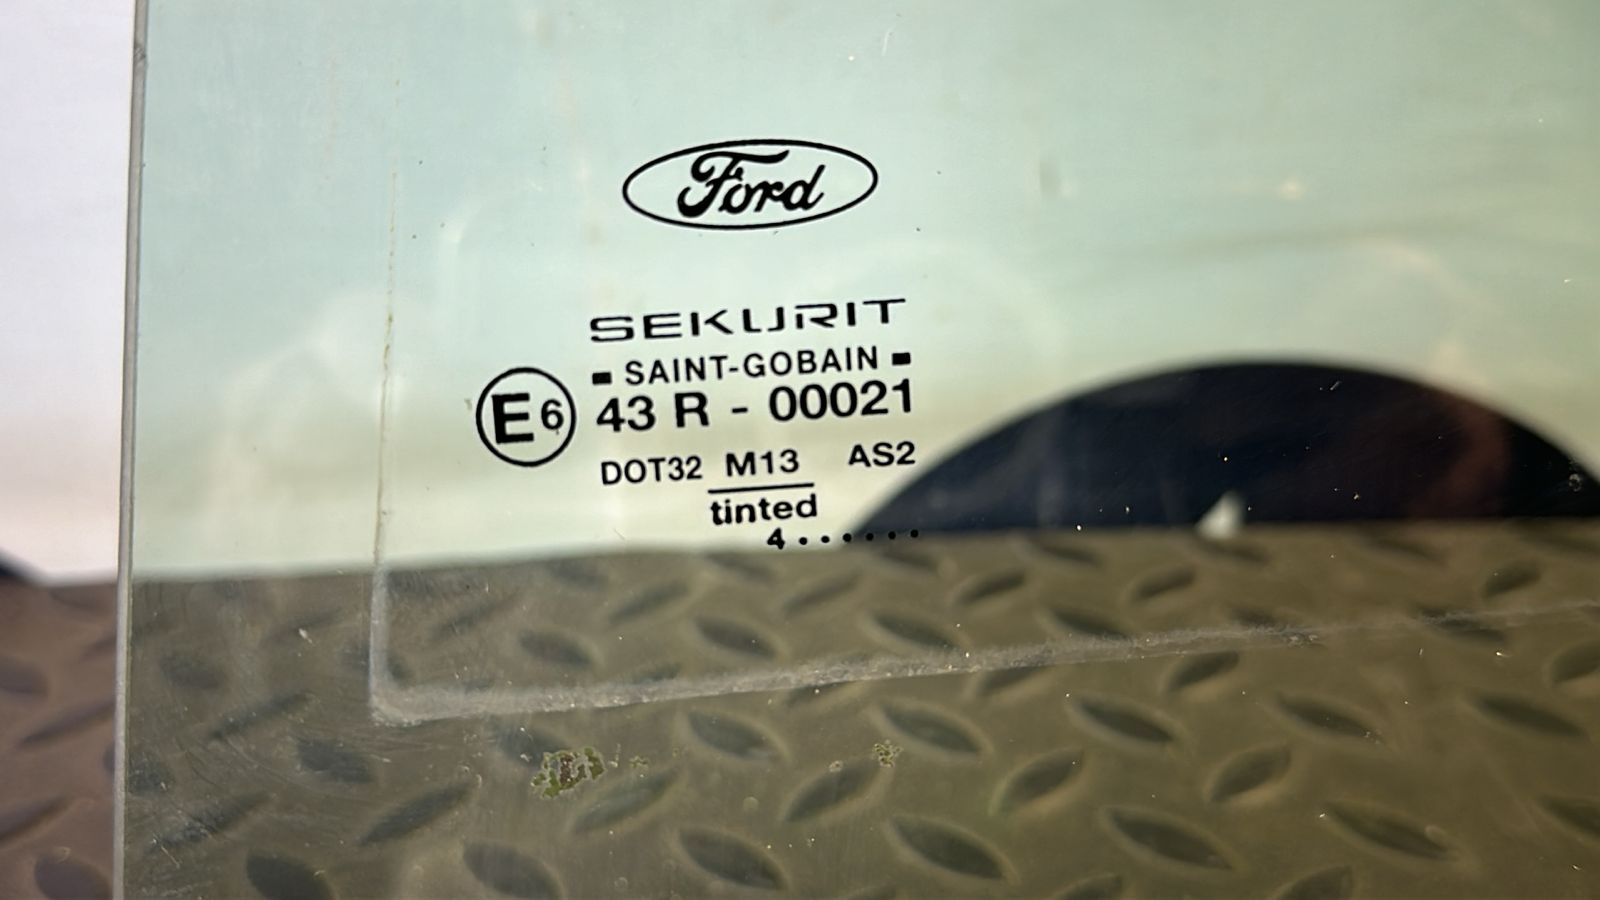 Ford
SEKURIT
SAINT-GOBAIN
E6 43 R - 00021
DOT32 M13 AS2
tinted
4......